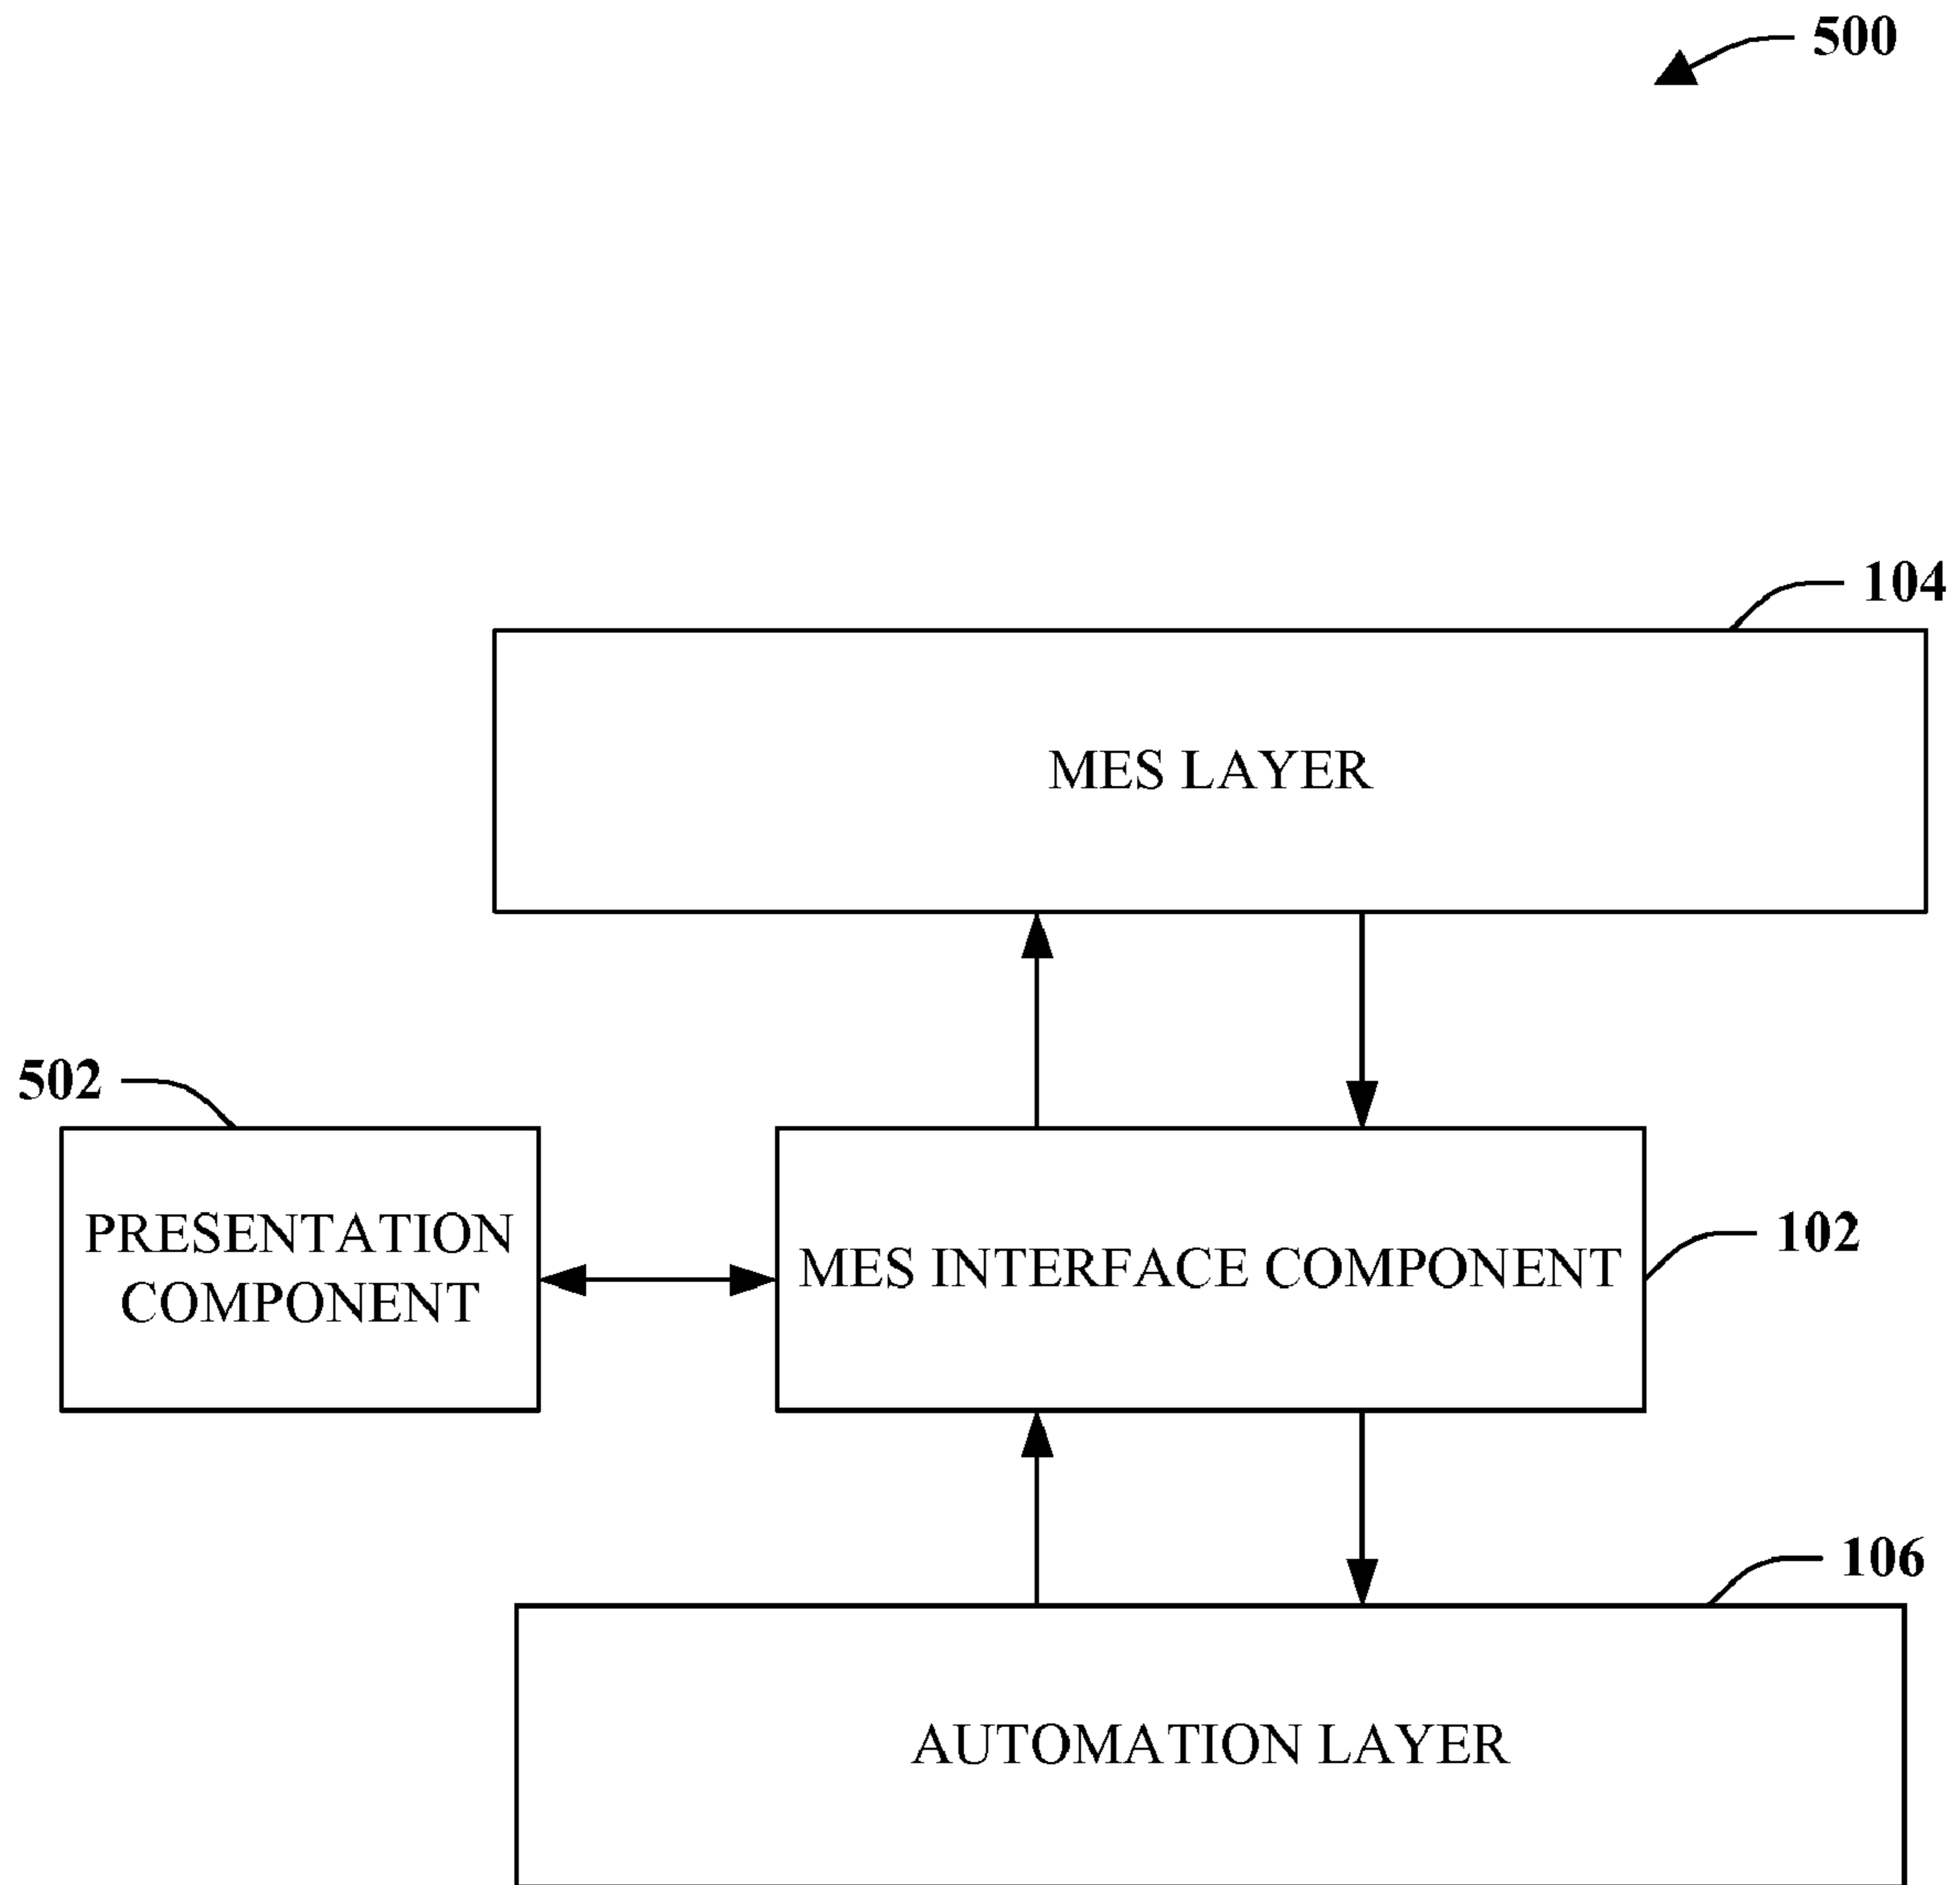 500
104
MES LAYER
502
PRESENTATION
COMPONENT
MES INTERFACE COMPONENT
102
106
AUTOMATION LAYER